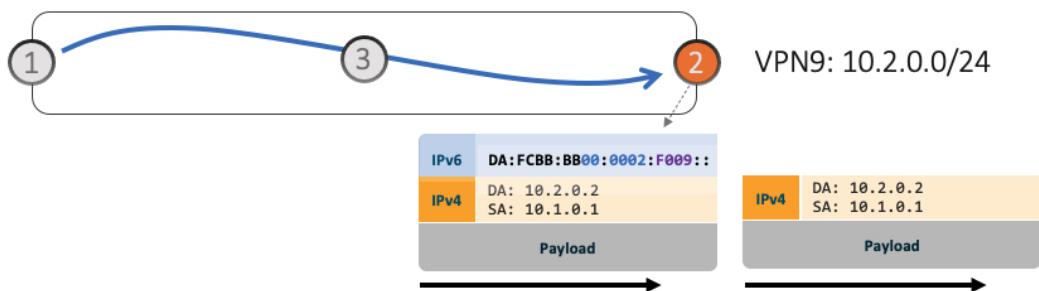 1
3
2
VPN9: 10.2.0.0/24
IPv6
DA:FCBB:BB00:0002:F009::
IPv4
DA: 10.2.0.2
SA: 10.1.0.1
Payload
IPv4
DA: 10.2.0.2
SA: 10.1.0.1
Payload